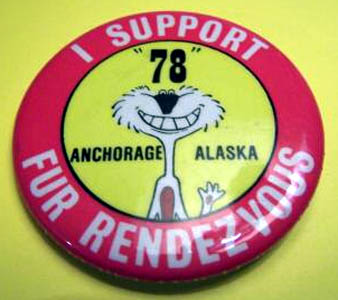 I SUPPORT
"78"
ANCHORAGE ALASKA
FUR RENDEZVOUS